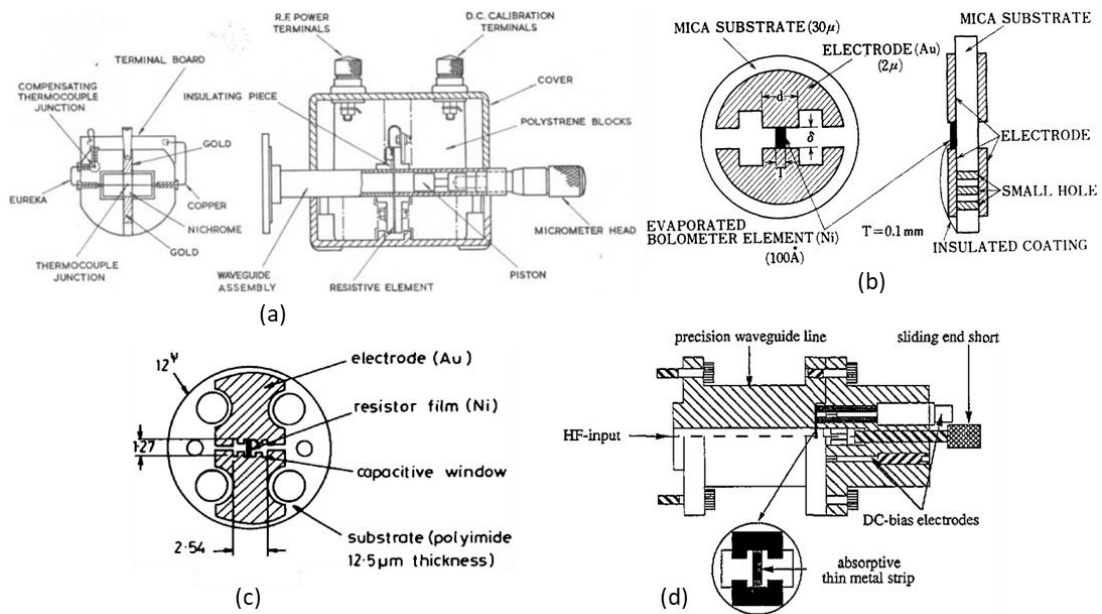 R.F. POWER
TERMINALS
D.C. CALIBRATION
TERMINALS
TERMINAL BOARD
COVER
COMPENSATING
THERMOCOUPLE
JUNCTION
INSULATING PIECE
POLYSTRENE BLOCKS
GOLD
EUREKA
COPPER
NICHROME
MICROMETER HEAD
THERMOCOUPLE
JUNCTION
GOLD
WAVEGUIDE
ASSEMBLY
RESISTIVE ELEMENT
PISTON
(a)
MICA SUBSTRATE (30μ)
ELECTRODE (Au)
(2μ)
MICA SUBSTRATE
d
δ
T
ELECTRODE
SMALL HOLE
EVAPORATED
BOLOMETER ELEMENT (Ni)
(100Å)
T=0.1 mm
INSULATED COATING
(b)
12ᵠ
electrode (Au)
resistor film (Ni)
1·27
capacitive window
substrate (polyimide
12·5μm thickness)
2·54
(c)
precision waveguide line
sliding end short
HF-input
DC-bias electrodes
absorptive
thin metal strip
(d)